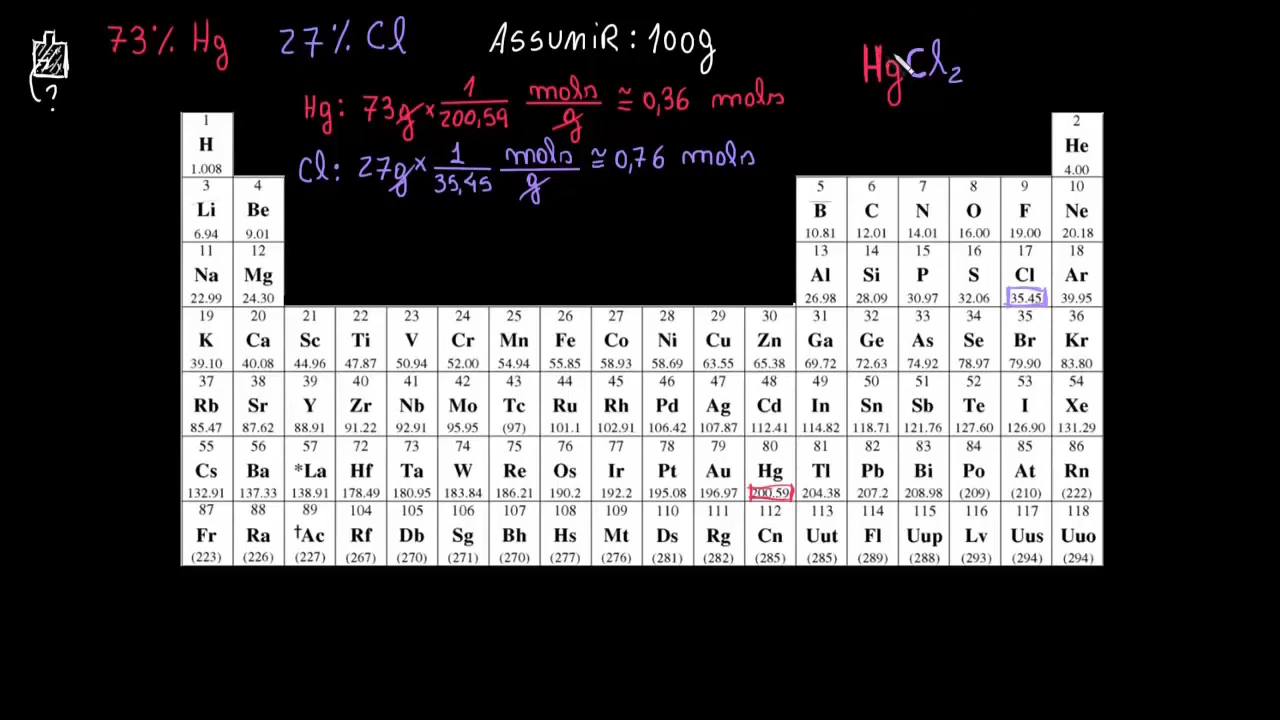 73% Hg 27% Cl ASSUMIR: 100g HgCl₂
(?
Hg: 73g × 1/200,59 mols/g ≅ 0,36 mols
Cl: 27g × 1/35,45 mols/g ≅ 0,76 mols
1 2
H He
1.008 4.00
3 4 5 6 7 8 9 10
Li Be B C N O F Ne
6.94 9.01 10.81 12.01 14.01 16.00 19.00 20.18
11 12 13 14 15 16 17 18
Na Mg Al Si P S Cl Ar
22.99 24.30 26.98 28.09 30.97 32.06 35.45 39.95
19 20 21 22 23 24 25 26 27 28 29 30 31 32 33 34 35 36
K Ca Sc Ti V Cr Mn Fe Co Ni Cu Zn Ga Ge As Se Br Kr
39.10 40.08 44.96 47.87 50.94 52.00 54.94 55.85 58.93 58.69 63.55 65.38 69.72 72.63 74.92 78.97 79.90 83.80
37 38 39 40 41 42 43 44 45 46 47 48 49 50 51 52 53 54
Rb Sr Y Zr Nb Mo Tc Ru Rh Pd Ag Cd In Sn Sb Te I Xe
85.47 87.62 88.91 91.22 92.91 95.95 (97) 101.1 102.91 106.42 107.87 112.41 114.82 118.71 121.76 127.60 126.90 131.29
55 56 57 72 73 74 75 76 77 78 79 80 81 82 83 84 85 86
Cs Ba *La Hf Ta W Re Os Ir Pt Au Hg Tl Pb Bi Po At Rn
132.91 137.33 138.91 178.49 180.95 183.84 186.21 190.2 192.2 195.08 196.97 200.59 204.38 207.2 208.98 (209) (210) (222)
87 88 89 104 105 106 107 108 109 110 111 112 113 114 115 116 117 118
Fr Ra †Ac Rf Db Sg Bh Hs Mt Ds Rg Cn Uut Fl Uup Lv Uus Uuo
(223) (226) (227) (267) (270) (271) (270) (277) (276) (281) (282) (285) (285) (289) (288) (293) (294) (294)